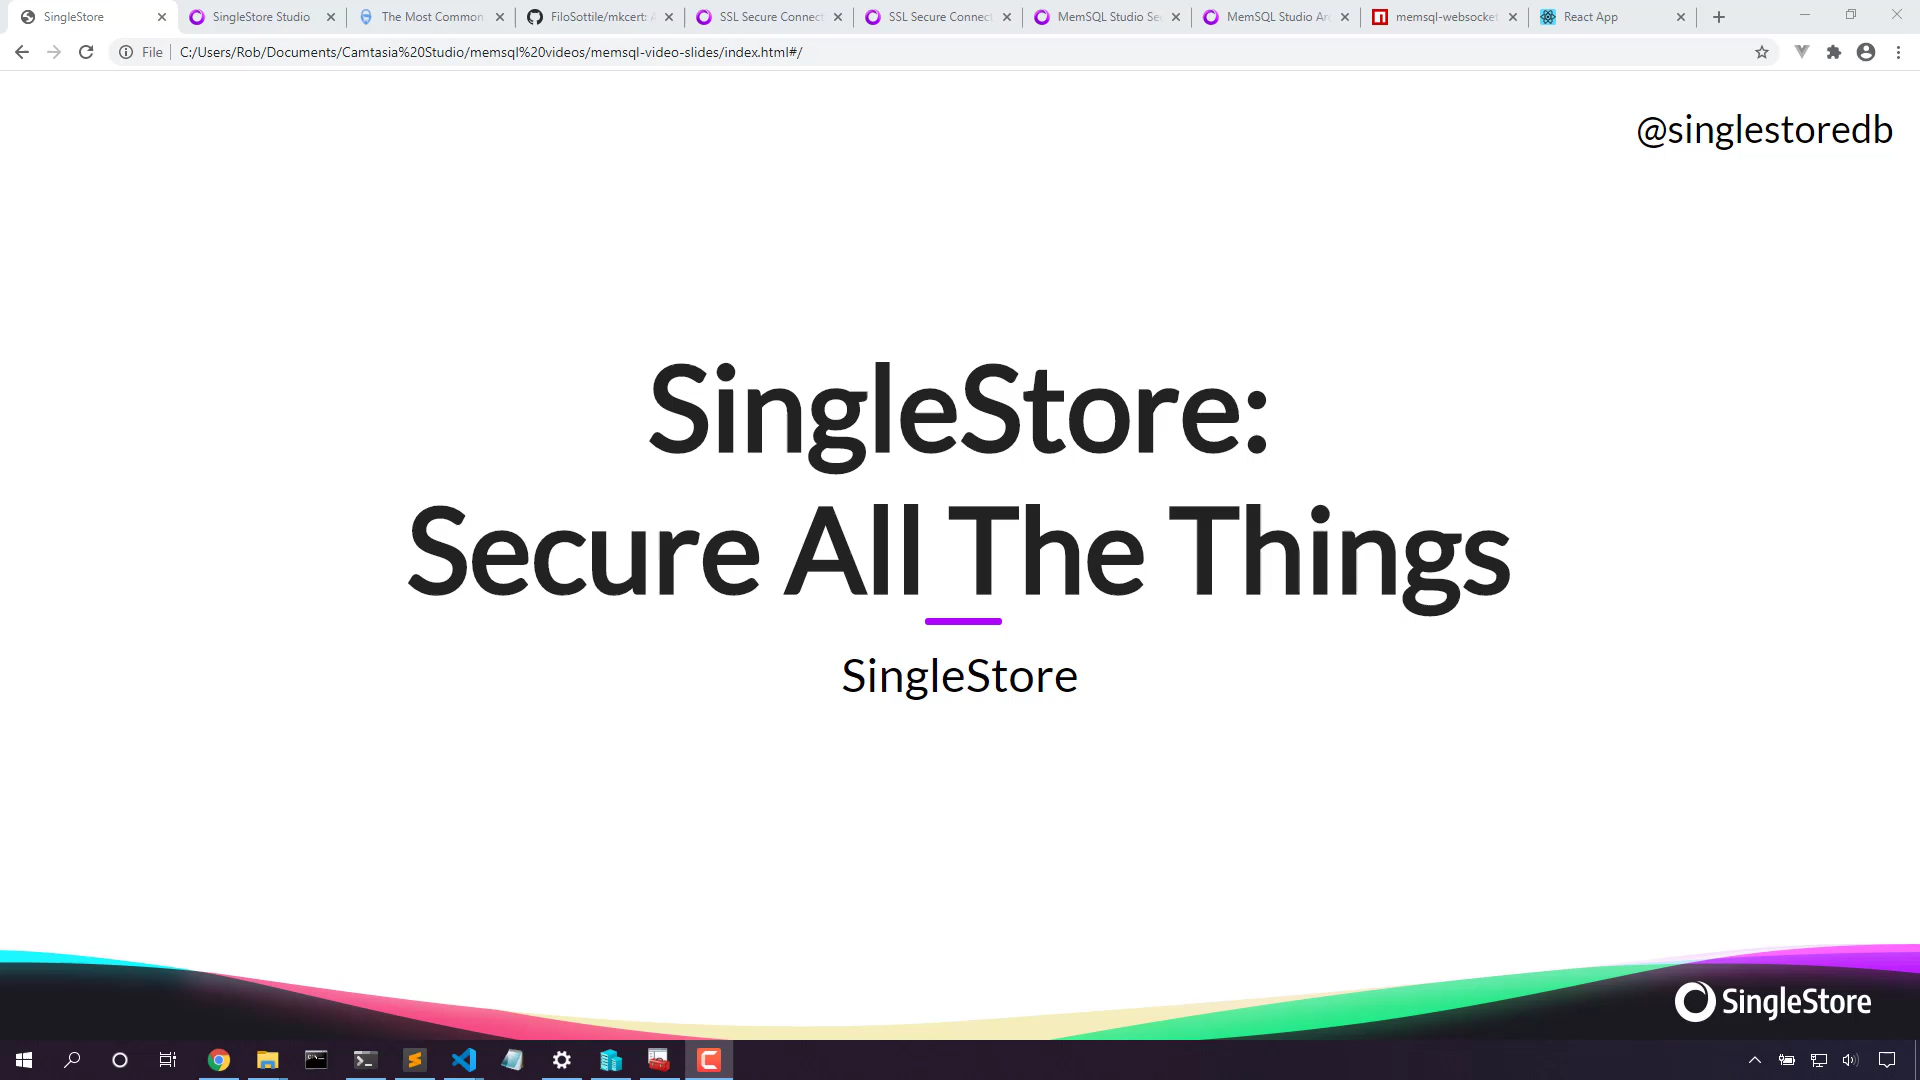 SingleStore
SingleStore Studio
The Most Common
FiloSottile/mkcert: A
SSL Secure Connect
SSL Secure Connect
MemSQL Studio Se
MemSQL Studio Ar
memsql-websocket
React App
File
C:/Users/Rob/Documents/Camtasia%20Studio/memsql%20videos/memsql-video-slides/index.html#/
@singlestoredb
SingleStore:
Secure All The Things
SingleStore
SingleStore